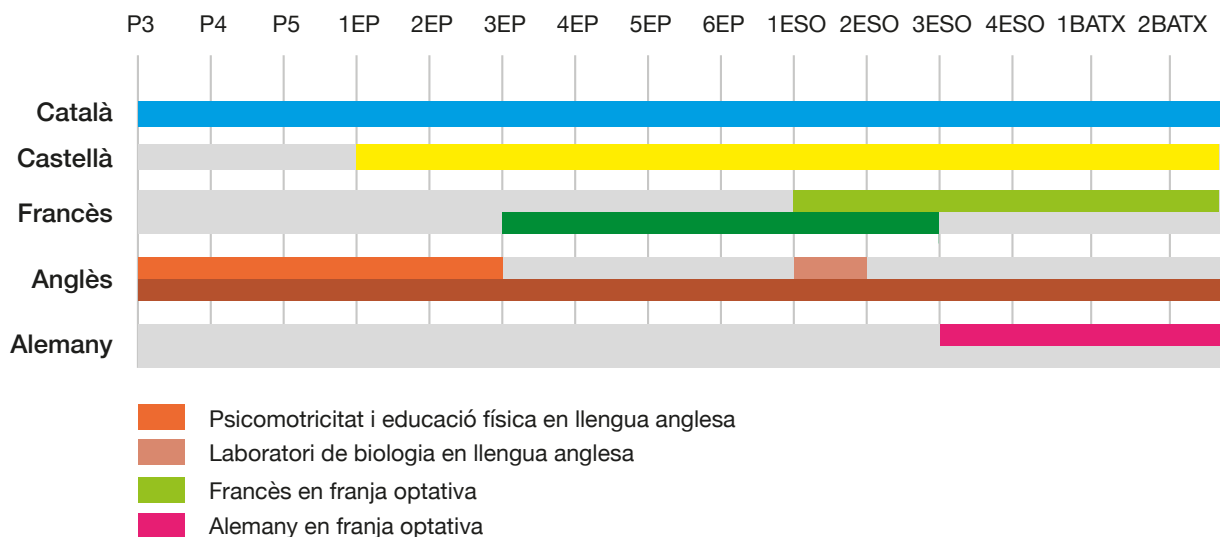 P3 P4 P5 1EP 2EP 3EP 4EP 5EP 6EP 1ESO 2ESO 3ESO 4ESO 1BATX 2BATX
Català
Castellà
Francès
Anglès
Alemany
Psicomotricitat i educació física en llengua anglesa
Laboratori de biologia en llengua anglesa
Francès en franja optativa
Alemany en franja optativa